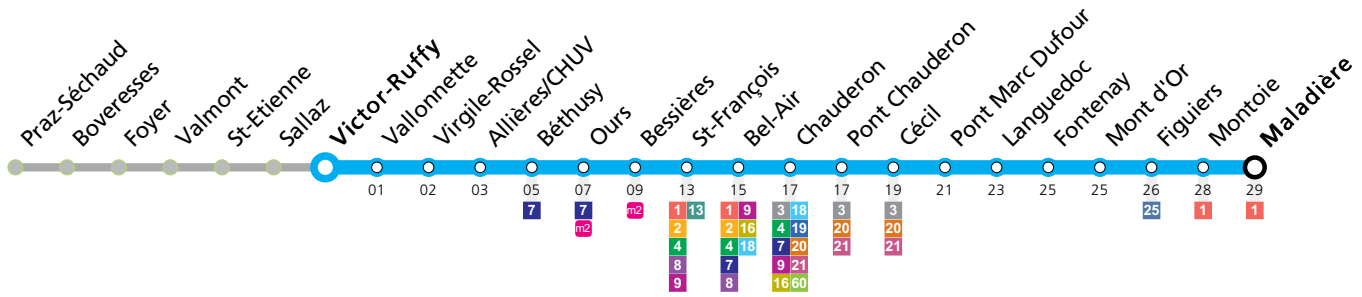 Praz-Séchaud
Boveresses
Foyer
Valmont
St-Etienne
Sallaz
Victor-Ruffy
Vallonnette
Virgile-Rossel
Allières/CHUV
Béthusy
Ours
Bessières
St-François
Bel-Air
Chauderon
Pont Chauderon
Cécil
Pont Marc Dufour
Languedoc
Fontenay
Mont d'Or
Figuiers
Montoie
Maladière
01 02 03 05 07 09 13 15 17 17 19 21 23 25 25 26 28 29
7 7 m2 1 13 1 9 3 18 3 3 25 1 1
m2 2 2 16 4 19 20 20
4 4 18 7 20 21 21
8 7 9 21
9 8 16 60